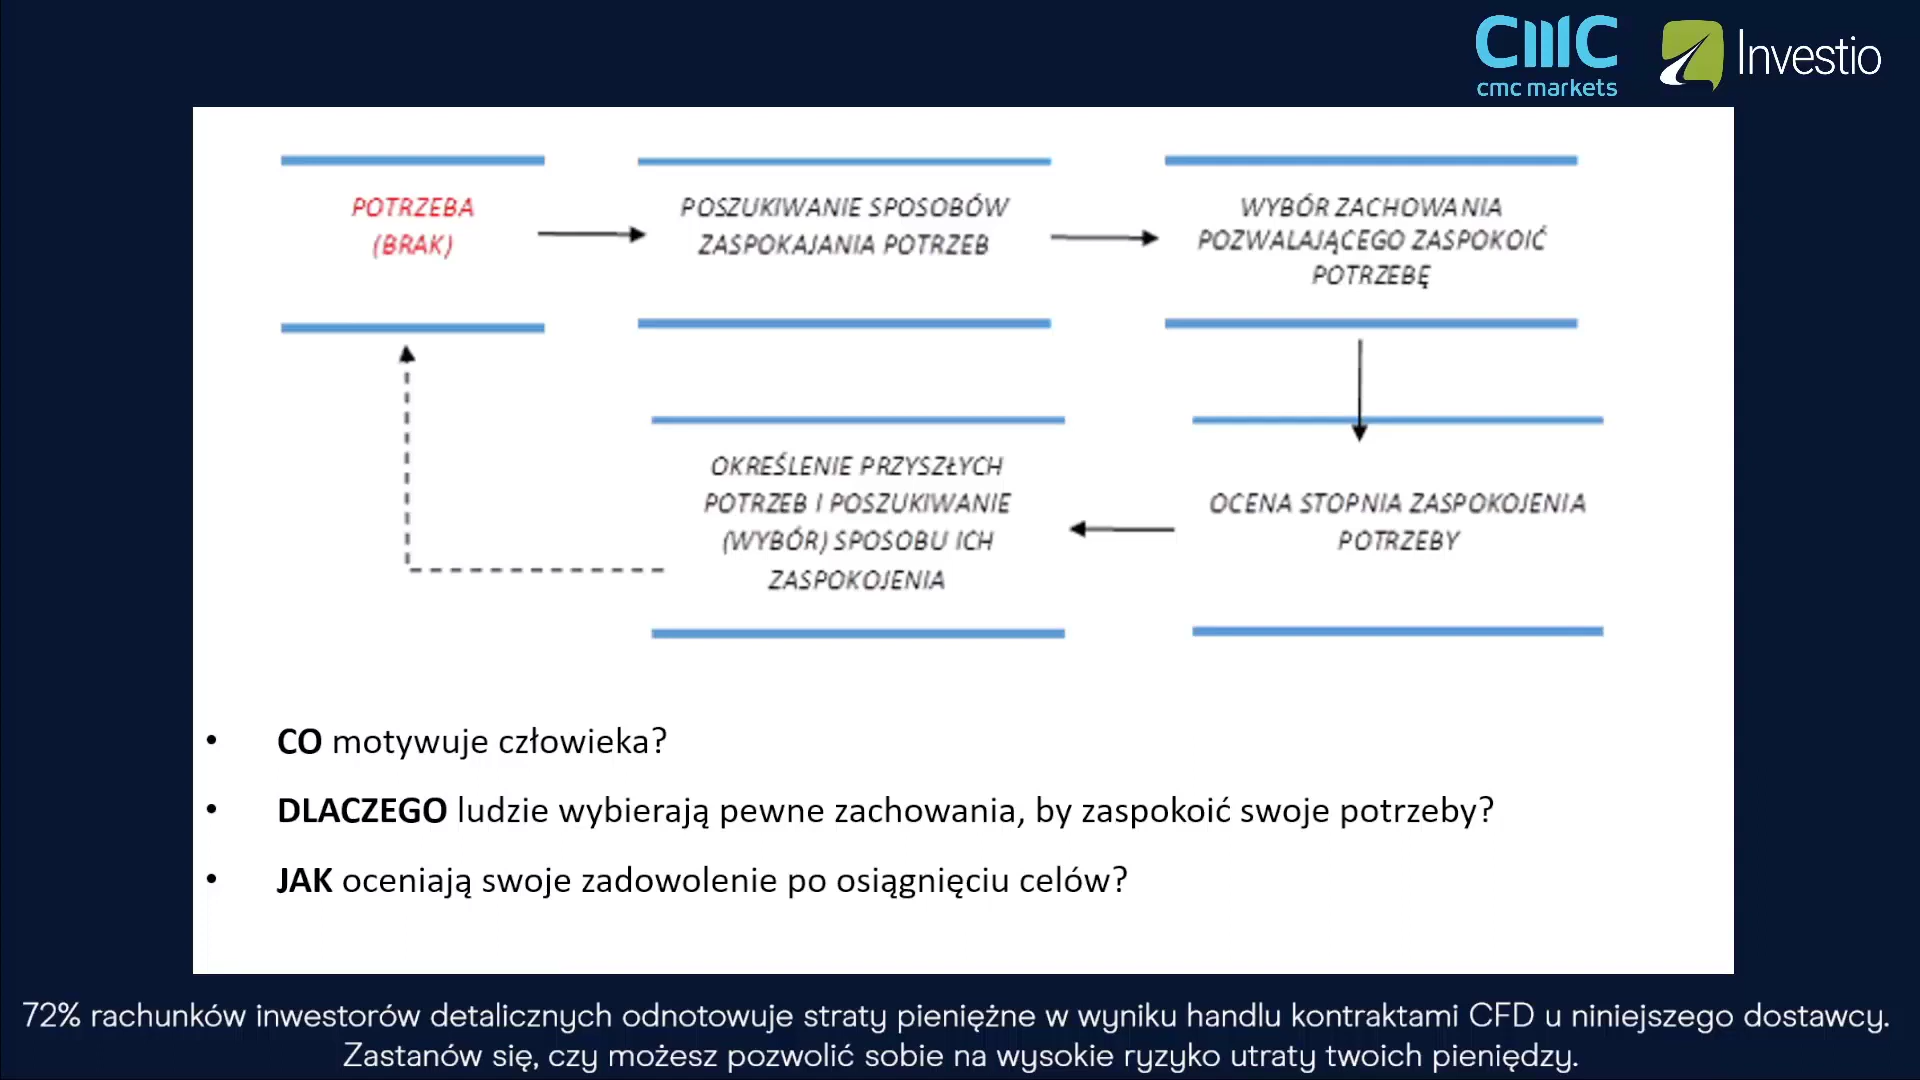 CMC
cmc markets
Investio
POTRZEBA
(BRAK)
POSZUKIWANIE SPOSOBÓW
ZASPOKAJANIA POTRZEB
WYBÓR ZACHOWANIA
POZWALAJĄCEGO ZASPOKOIĆ
POTRZEBĘ
OKREŚLENIE PRZYSZŁYCH
POTRZEB I POSZUKIWANIE
(WYBÓR) SPOSOBU ICH
ZASPOKOJENIA
OCENA STOPNIA ZASPOKOJENIA
POTRZEBY
• CO motywuje człowieka?
• DLACZEGO ludzie wybierają pewne zachowania, by zaspokoić swoje potrzeby?
• JAK oceniają swoje zadowolenie po osiągnięciu celów?
72% rachunków inwestorów detalicznych odnotowuje straty pieniężne w wyniku handlu kontraktami CFD u niniejszego dostawcy.
Zastanów się, czy możesz pozwolić sobie na wysokie ryzyko utraty twoich pieniędzy.